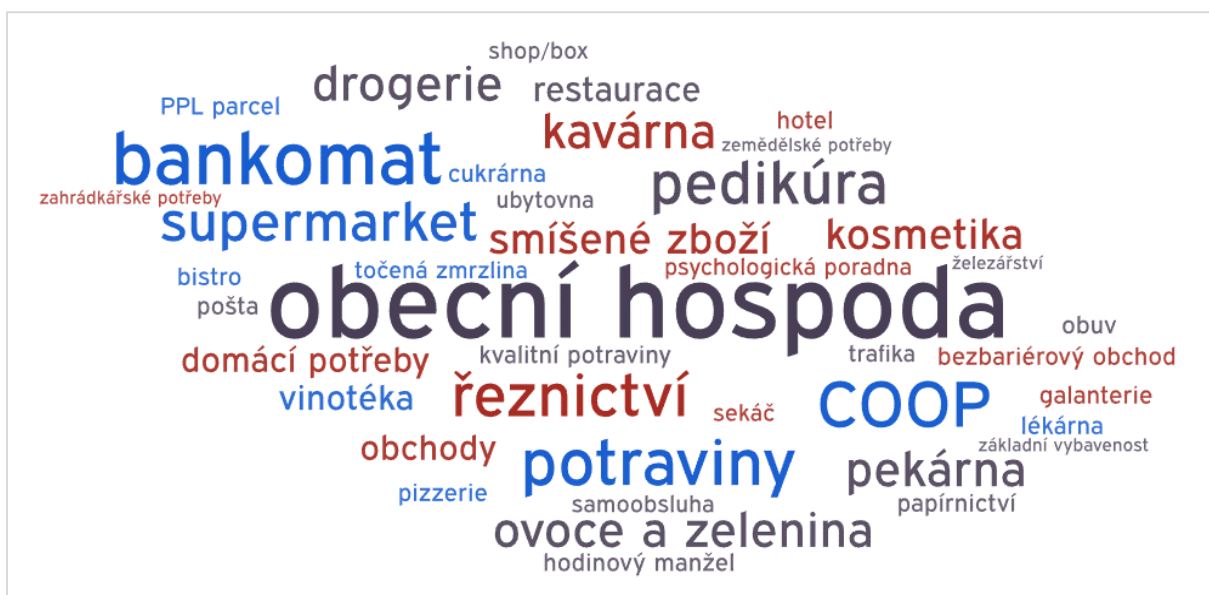 shop/box
drogerie
restaurace
PPL parcel
kavárna
hotel
bankomat
zemědělské potřeby
cukrárna
pedikúra
zahrádkářské potřeby
ubytovna
supermarket
smíšené zboží
kosmetika
bistro
točená zmrzlina
psychologická poradna
železářství
pošta
obecní hospoda
obuv
domácí potřeby
kvalitní potraviny
trafika
bezbariérový obchod
vinotéka
řeznictví
sekáč
COOP
galanterie
lékárna
obchody
základní vybavenost
potraviny
pekárna
pizzerie
samoobsluha
papírnictví
ovoce a zelenina
hodinový manžel